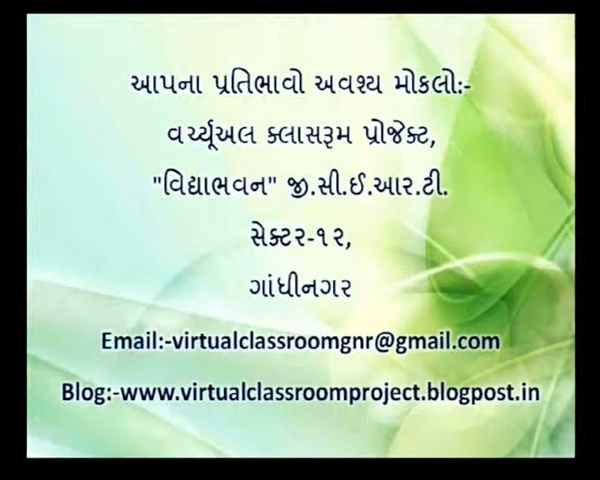 આપના પ્રતિભાવો અવશ્ય મોકલો:-
વર્ચ્યૂઅલ ક્લાસરૂમ પ્રોજેક્ટ,
"વિદ્યાભવન" જી.સી.ઈ.આર.ટી.
સેક્ટર-૧૨,
ગાંધીનગર
Email:-virtualclassroomgnr@gmail.com
Blog:-www.virtualclassroomproject.blogpost.in